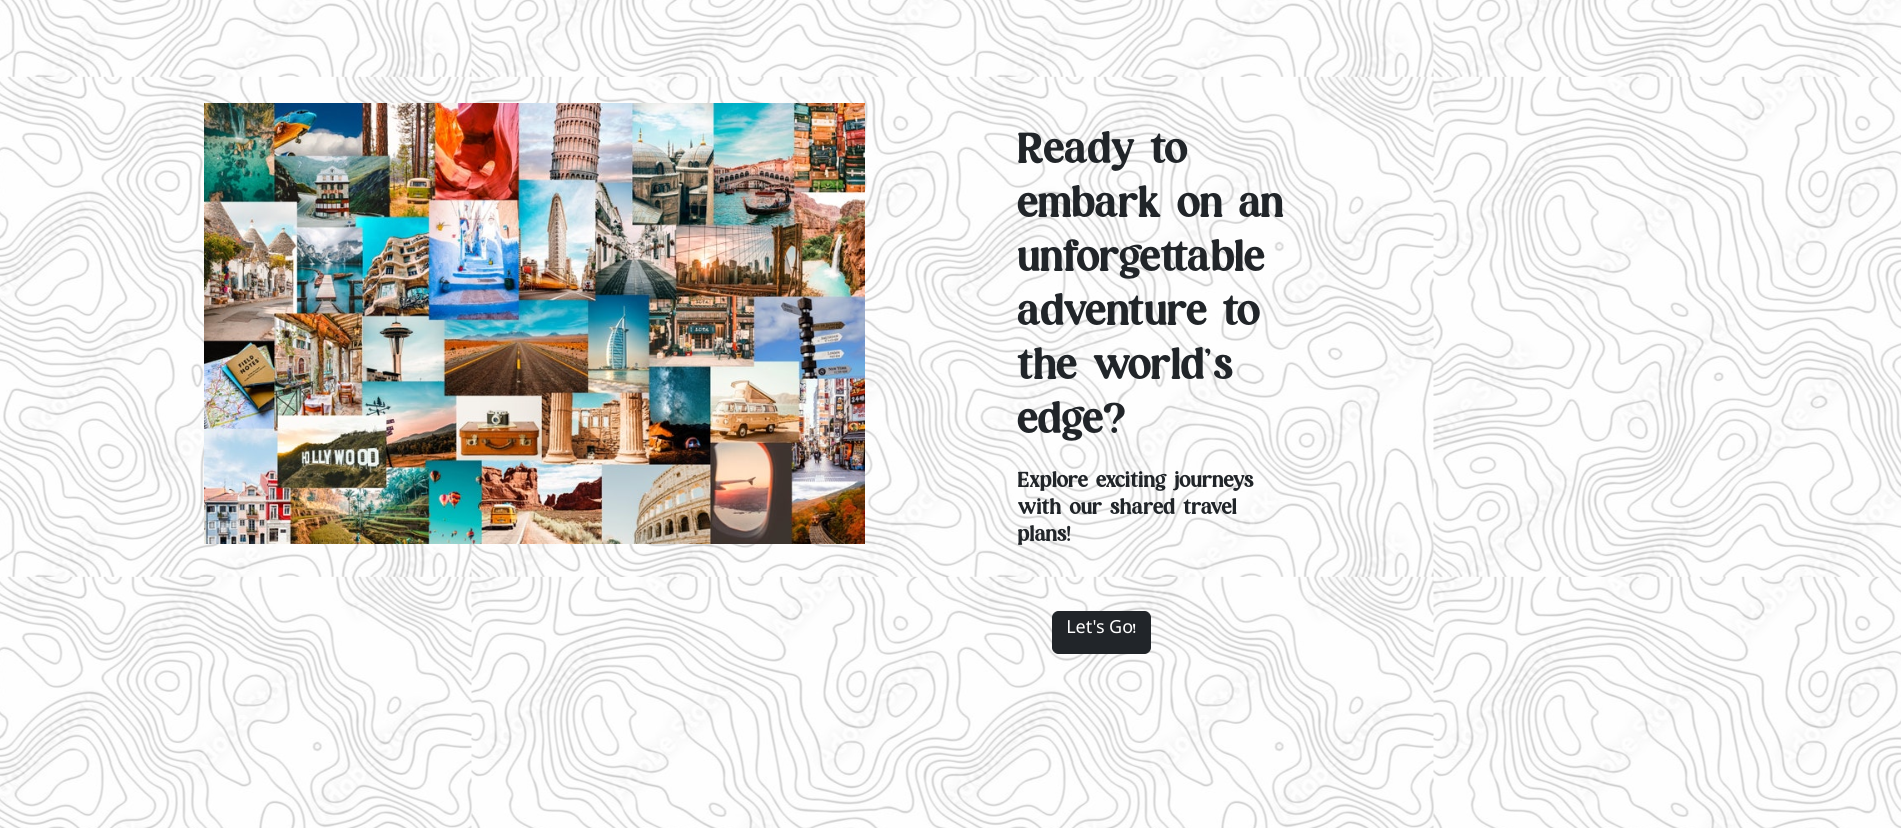 Ready to
embark on an
unforgettable
adventure to
the world's
edge?
Explore exciting journeys
with our shared travel
plans!
Let's Go!
FIELD
NOTES
HOLLYWOOD